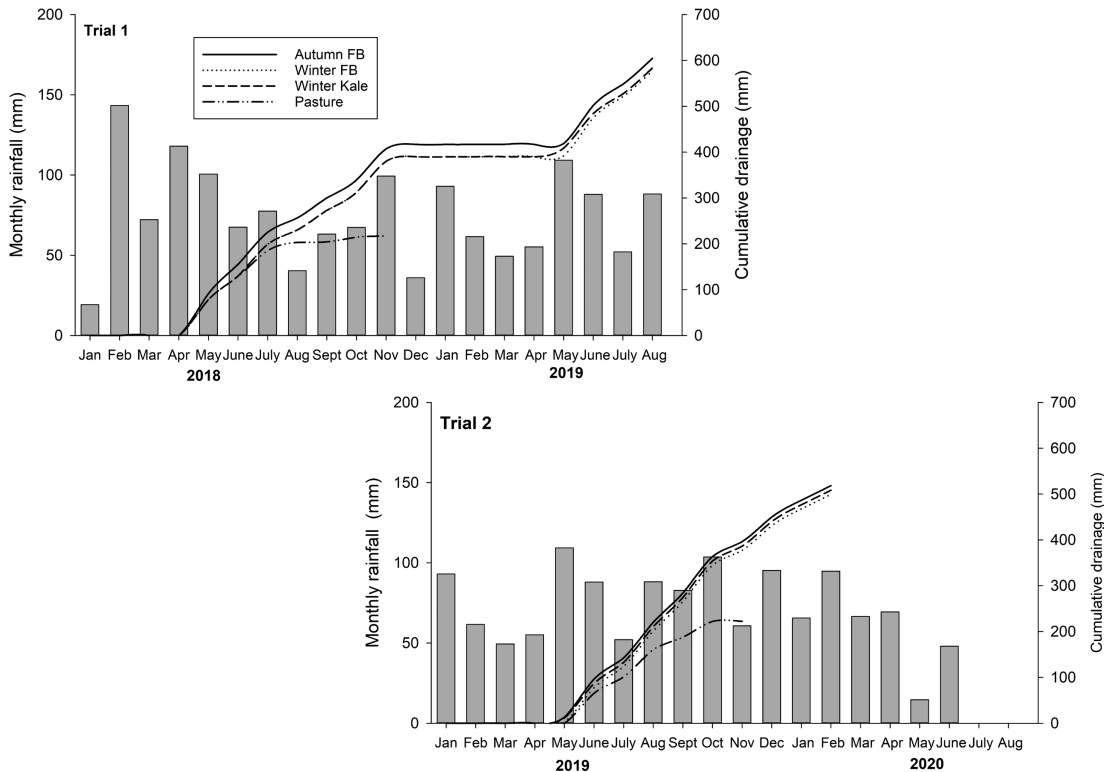 Trial 1
Autumn FB
Winter FB
Winter Kale
Pasture
Monthly rainfall (mm)
200
150
100
50
0
Cumulative drainage (mm)
700
600
500
400
300
200
100
0
Jan Feb Mar Apr May June July Aug Sept Oct Nov Dec Jan Feb Mar Apr May June July Aug
2018 2019
Trial 2
Monthly rainfall (mm)
200
150
100
50
0
Cumulative drainage (mm)
700
600
500
400
300
200
100
0
Jan Feb Mar Apr May June July Aug Sept Oct Nov Dec Jan Feb Mar Apr May June July Aug
2019 2020